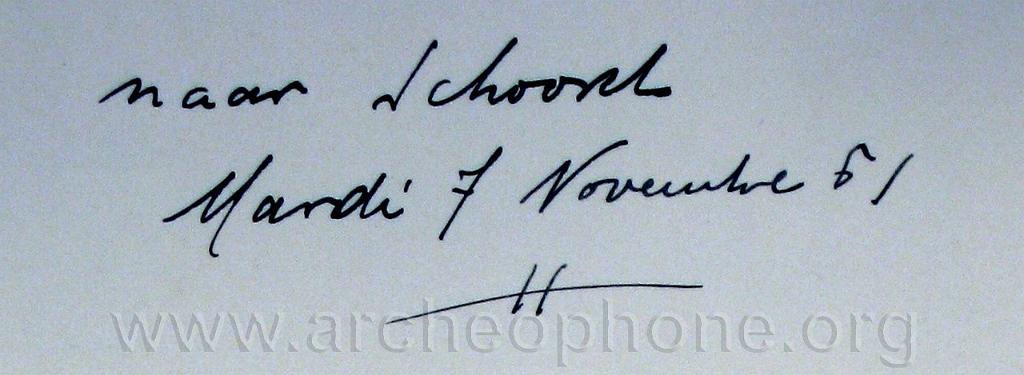 naar Schoorl
Mardi 7 Novembre 61
www.archeophone.org